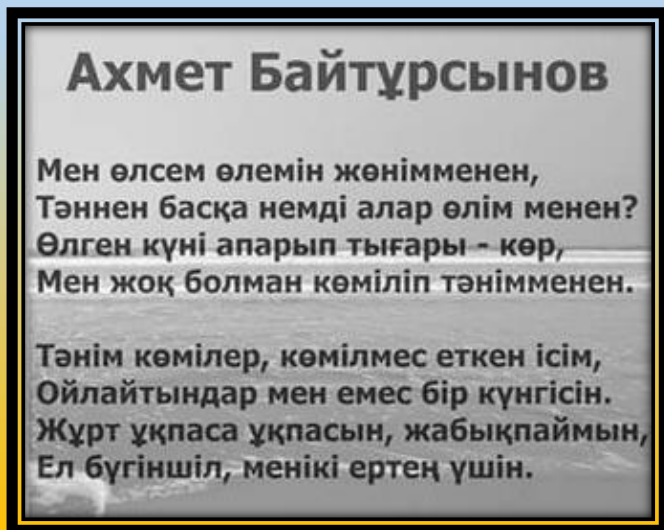 Ахмет Байтұрсынов
Мен өлсем өлемін жөнімменен,
Тәннен басқа немді алар өлім менен?
Өлген күні апарып тығары - көр,
Мен жоқ болман көміліп тәнімменен.
Тәнім көмілер, көмілмес еткен ісім,
Ойлайтындар мен емес бір күнгісін.
Жұрт ұқпаса ұқпасын, жабықпаймын,
Ел бүгіншіл, менікі ертең үшін.